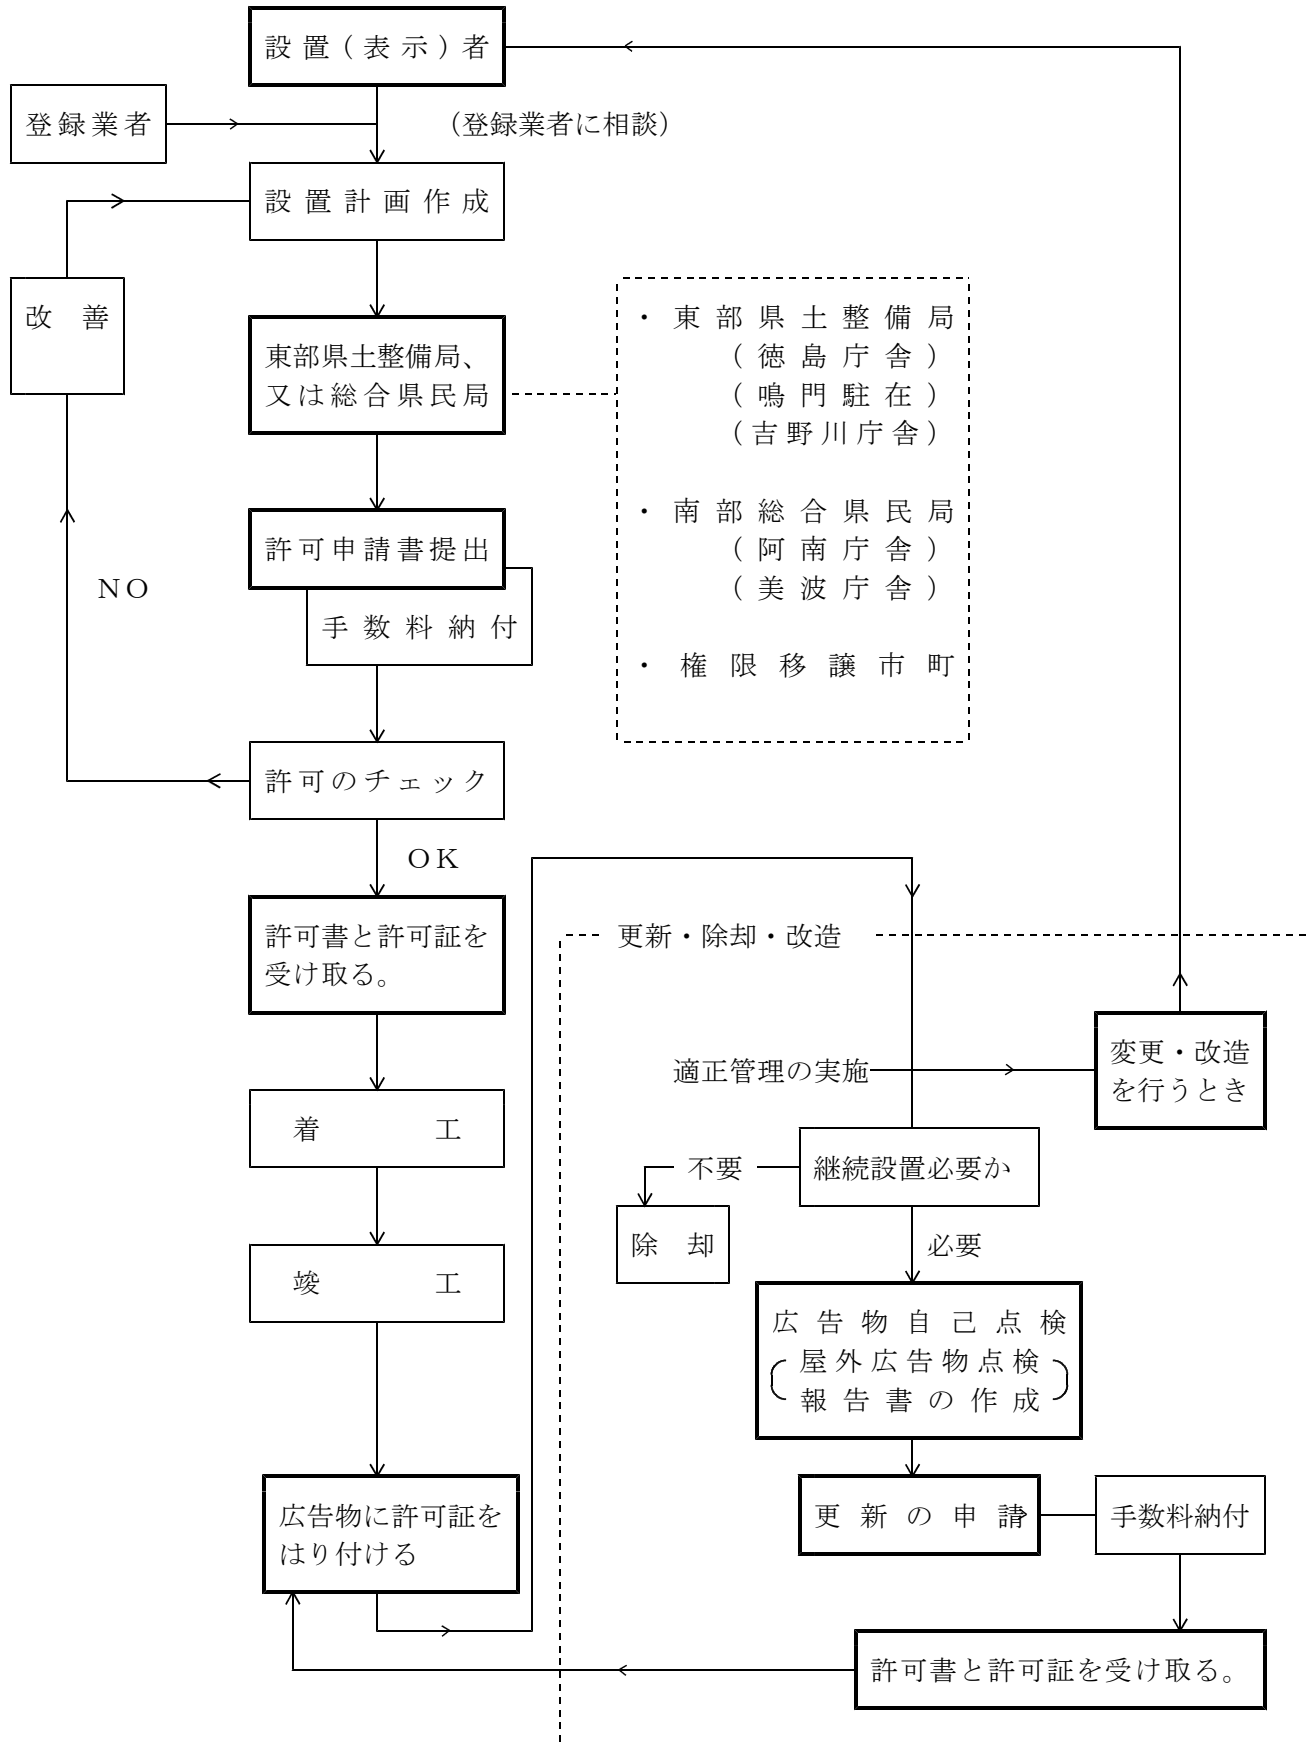 設置（表示）者
登録業者
（登録業者に相談）
設置計画作成
改　善
東部県土整備局、
又は総合県民局
・東部県土整備局
（徳島庁舎）
（鳴門駐在）
（吉野川庁舎）
・南部総合県民局
（阿南庁舎）
（美波庁舎）
・権限移譲市町
許可申請書提出
手数料納付
ＮＯ
許可のチェック
ＯＫ
許可書と許可証を
受け取る。
着　工
竣　工
広告物に許可証を
はり付ける
更新・除却・改造
適正管理の実施
変更・改造
を行うとき
継続設置必要か
不要
除　却
必要
広告物自己点検
屋外広告物点検
報告書の作成
更新の申請
手数料納付
許可書と許可証を受け取る。